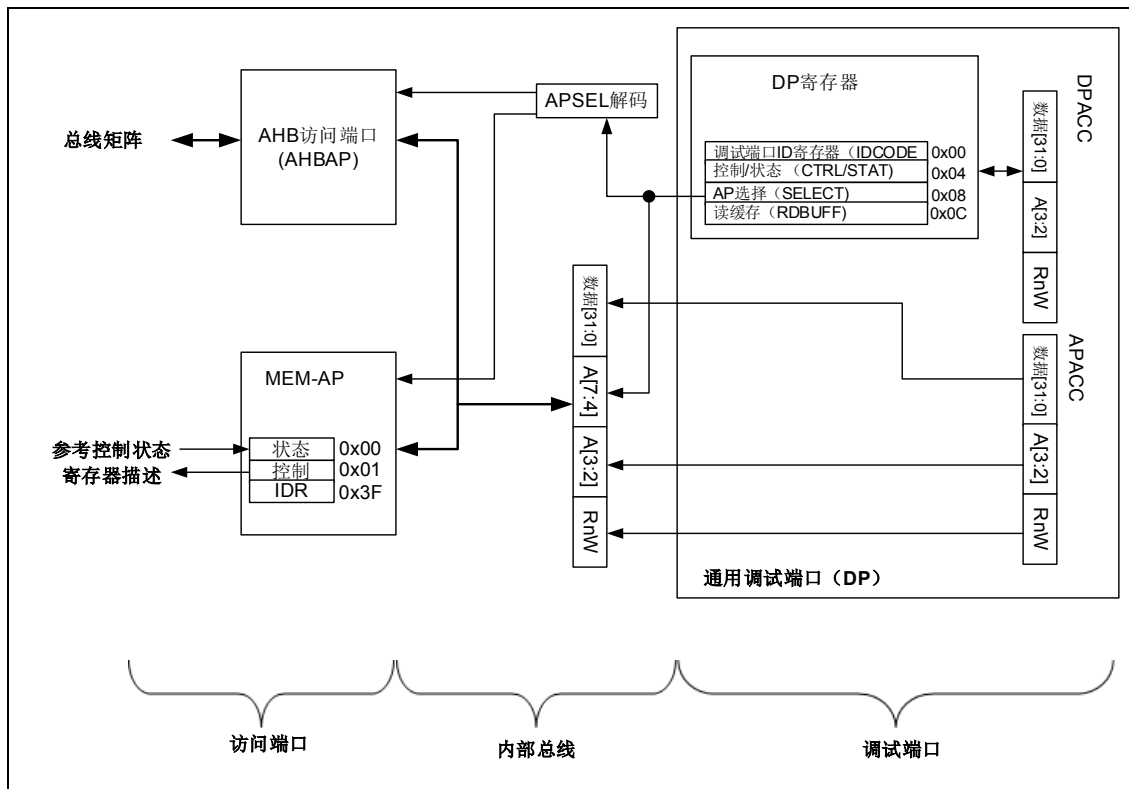 总线矩阵
AHB访问端口
(AHBAP)
APSEL解码
DP寄存器
调试端口ID寄存器（IDCODE 0x00
控制/状态 （CTRL/STAT) 0x04
AP选择（SELECT) 0x08
读缓存（RDBUFF) 0x0C
DPACC
数据[31:0]
A[3:2]
RnW
数据[31:0]
A[7:4]
A[3:2]
RnW
APACC
数据[31:0]
A[3:2]
RnW
MEM-AP
参考控制状态
寄存器描述
状态 0x00
控制 0x01
IDR 0x3F
通用调试端口（DP）
访问端口
内部总线
调试端口